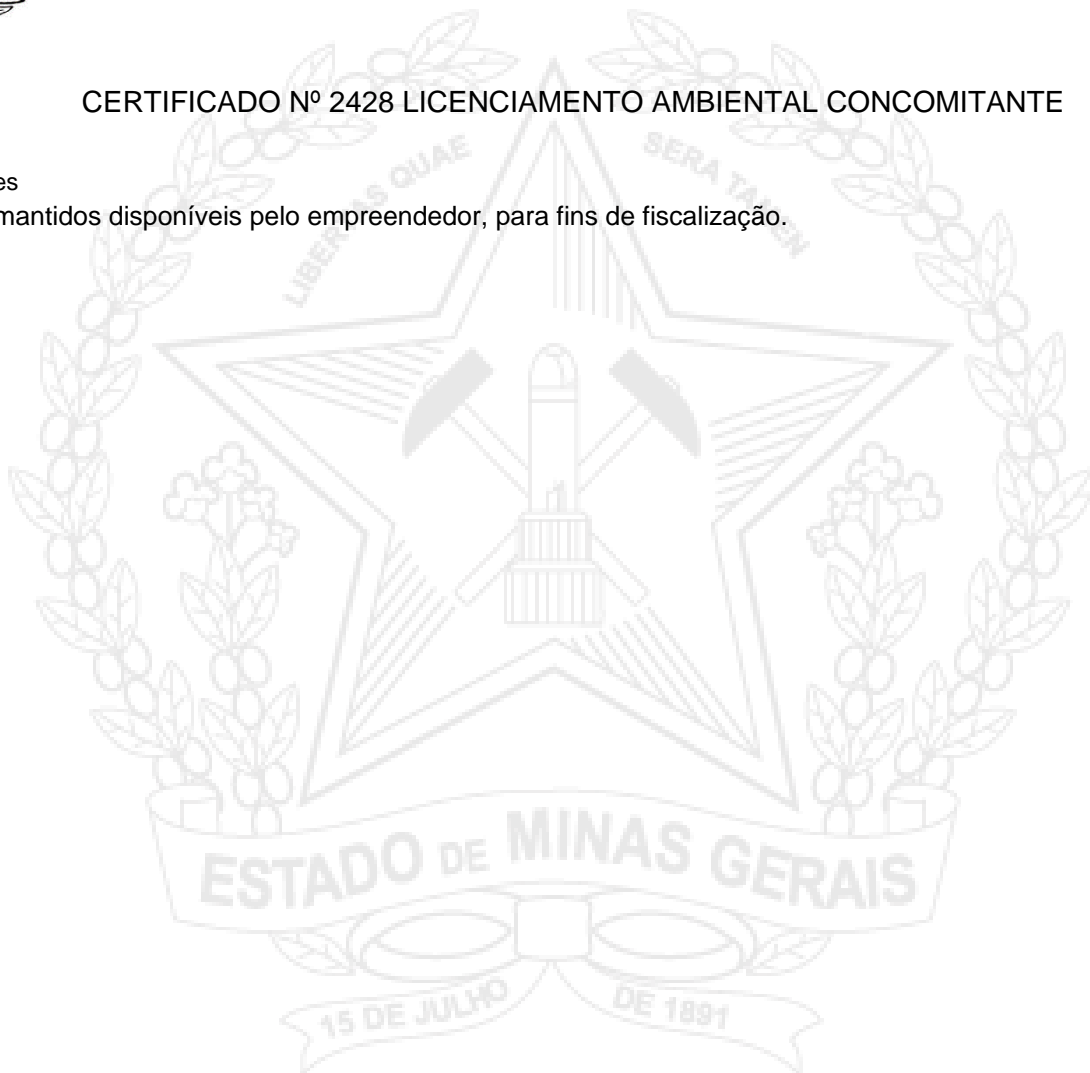 CERTIFICADO Nº 2428 LICENCIAMENTO AMBIENTAL CONCOMITANTE
es
mantidos disponíveis pelo empreendedor, para fins de fiscalização.
LIBERTAS QUAE SERA TAMEN
ESTADO DE MINAS GERAIS
15 DE JULHO DE 1891